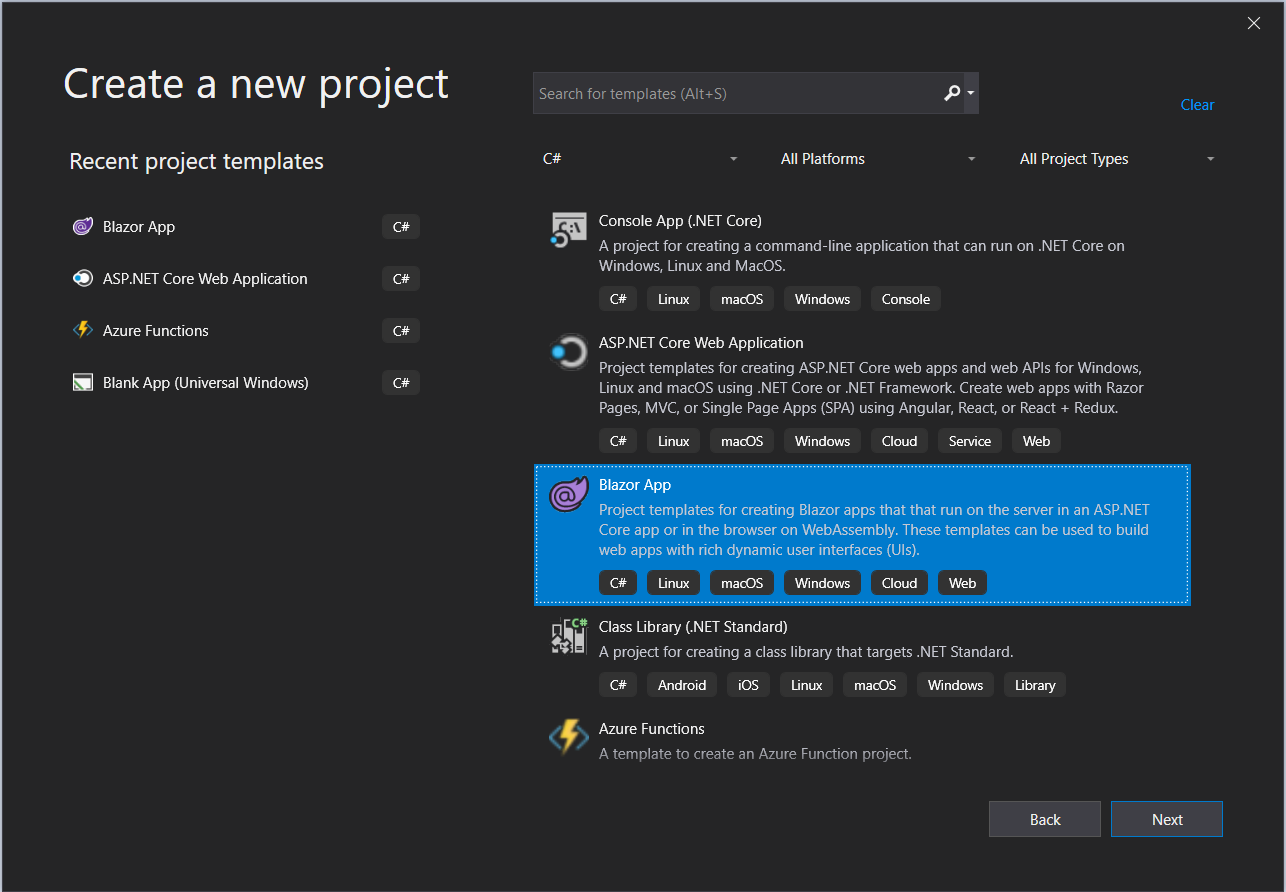 Create a new project
Search for templates (Alt+S)
Clear
Recent project templates
Blazor App C#
ASP.NET Core Web Application C#
Azure Functions C#
Blank App (Universal Windows) C#
C# All Platforms All Project Types
Console App (.NET Core)
A project for creating a command-line application that can run on .NET Core on
Windows, Linux and MacOS.
C# Linux macOS Windows Console
ASP.NET Core Web Application
Project templates for creating ASP.NET Core web apps and web APIs for Windows,
Linux and macOS using .NET Core or .NET Framework. Create web apps with Razor
Pages, MVC, or Single Page Apps (SPA) using Angular, React, or React + Redux.
C# Linux macOS Windows Cloud Service Web
Blazor App
Project templates for creating Blazor apps that that run on the server in an ASP.NET
Core app or in the browser on WebAssembly. These templates can be used to build
web apps with rich dynamic user interfaces (UIs).
C# Linux macOS Windows Cloud Web
Class Library (.NET Standard)
A project for creating a class library that targets .NET Standard.
C# Android iOS Linux macOS Windows Library
Azure Functions
A template to create an Azure Function project.
Back Next